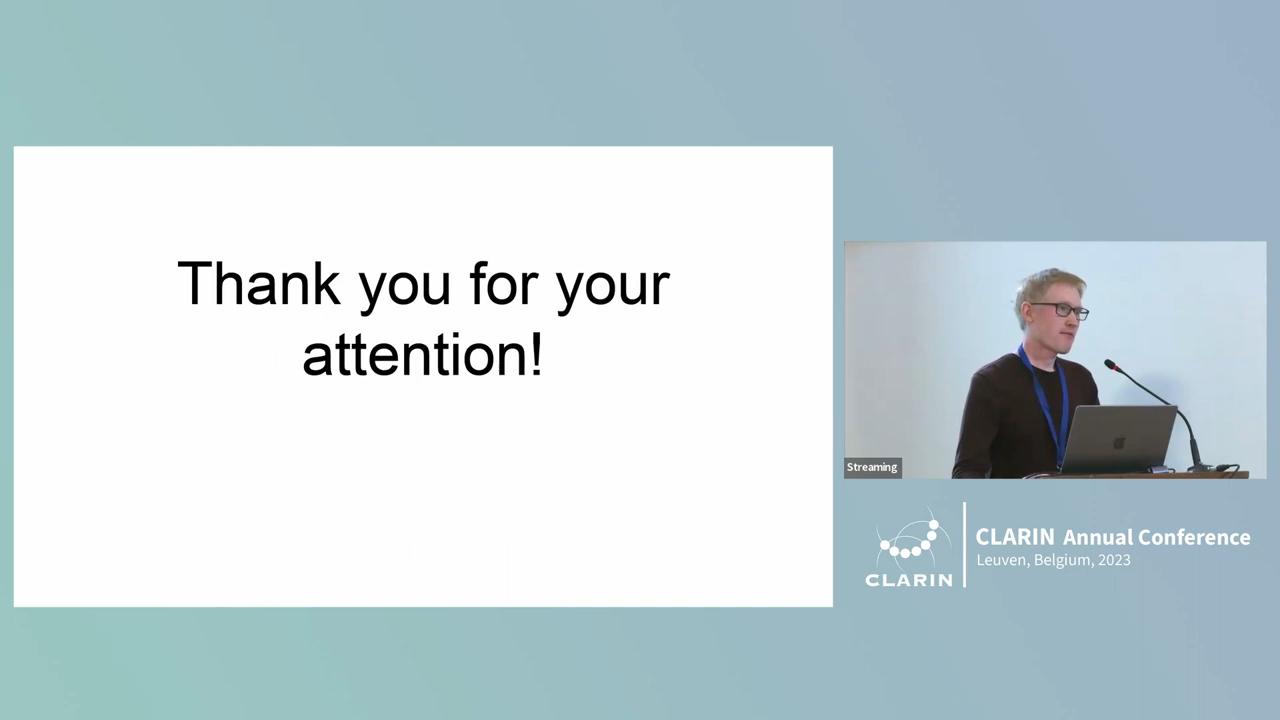 Thank you for your
attention!
Streaming
CLARIN
CLARIN Annual Conference
Leuven, Belgium, 2023